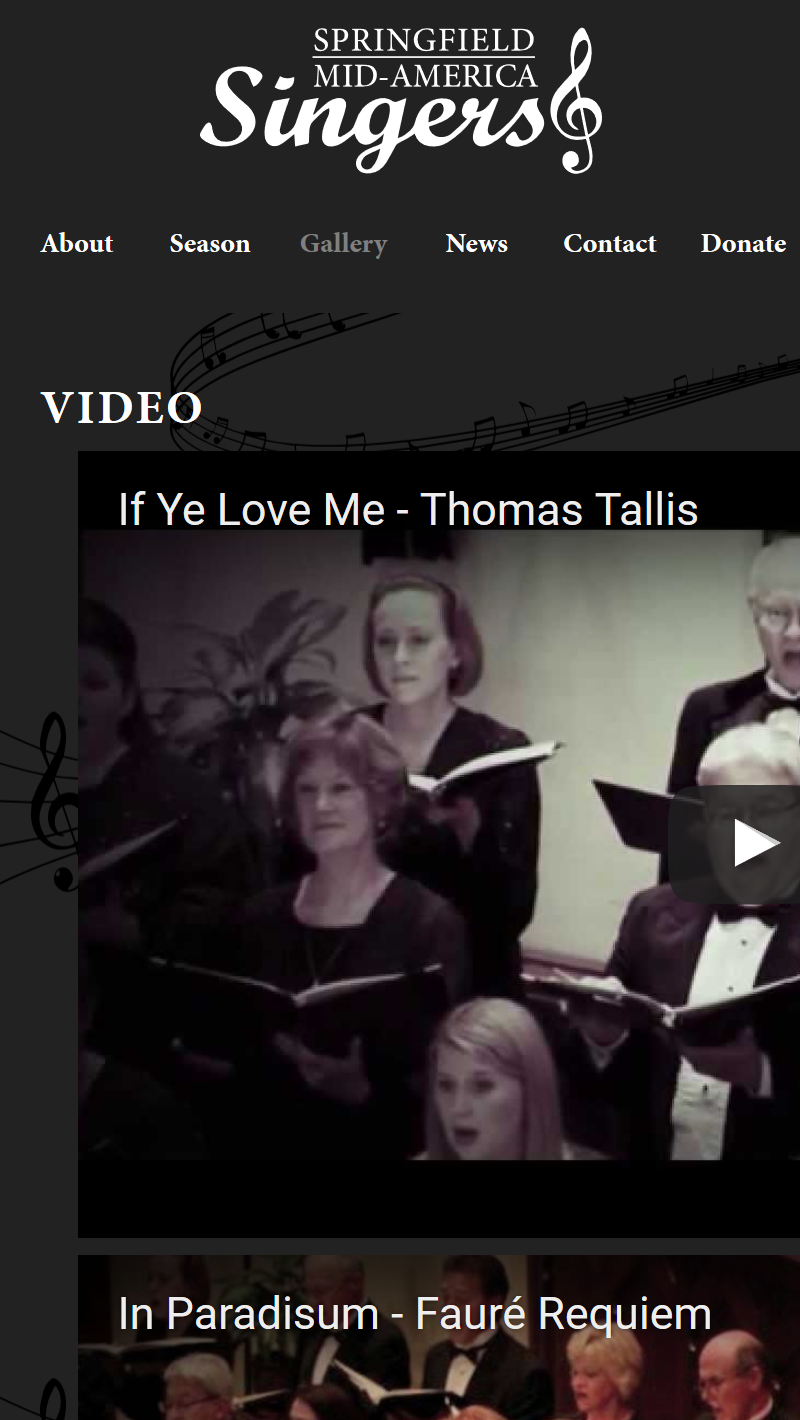 SPRINGFIELD
MID-AMERICA
Singers
About Season Gallery News Contact Donate
VIDEO
If Ye Love Me - Thomas Tallis
In Paradisum - Fauré Requiem